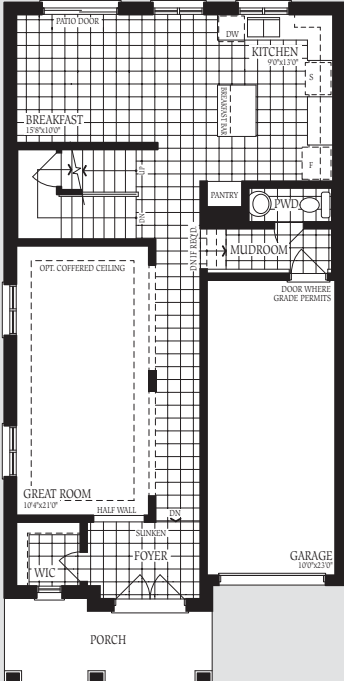 PATIO DOOR
DW
KITCHEN
9'0"x13'0"
S
BREAKFAST BAR
BREAKFAST
15'8"x10'0"
F
UP
PANTRY
PWD
DN
DN IF REQ'D.
MUDROOM
OPT. COFFERED CEILING
DOOR WHERE
GRADE PERMITS
GREAT ROOM
10'4"x21'0"
HALF WALL
DN
SUNKEN
FOYER
GARAGE
10'0"x23'0"
WIC
PORCH